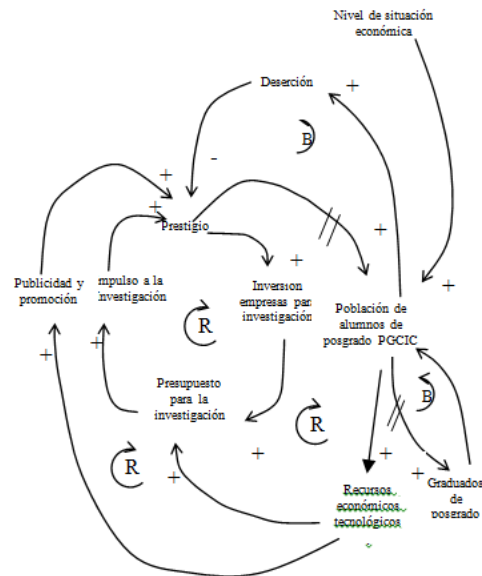 Nivel de situación
económica
Deserción
+
B
-
+
+
Prestigio
+
+
+
Publicidad y
promoción
mpulso a la
investigación
Inversion
empresas para
investigación
Población de
alumnos de
posgrado PGCIC
R
+
+
Presupuesto
para la
investigación
R
B
R
+
+
+
+
Recursos
económicos
tecnológicos
Graduados
de
posgrado